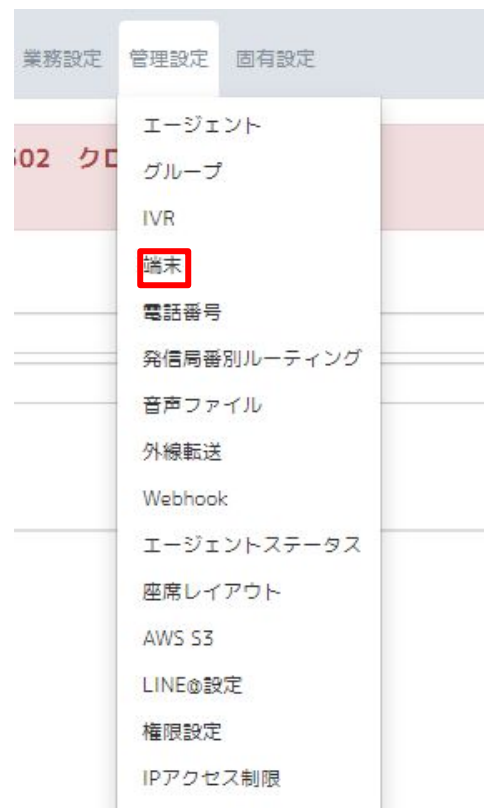 業務設定 管理設定 固有設定
エージェント
502 クロ
グループ
IVR
端末
電話番号
発信局番別ルーティング
音声ファイル
外線転送
Webhook
エージェントステータス
座席レイアウト
AWS S3
LINE@設定
権限設定
IPアクセス制限